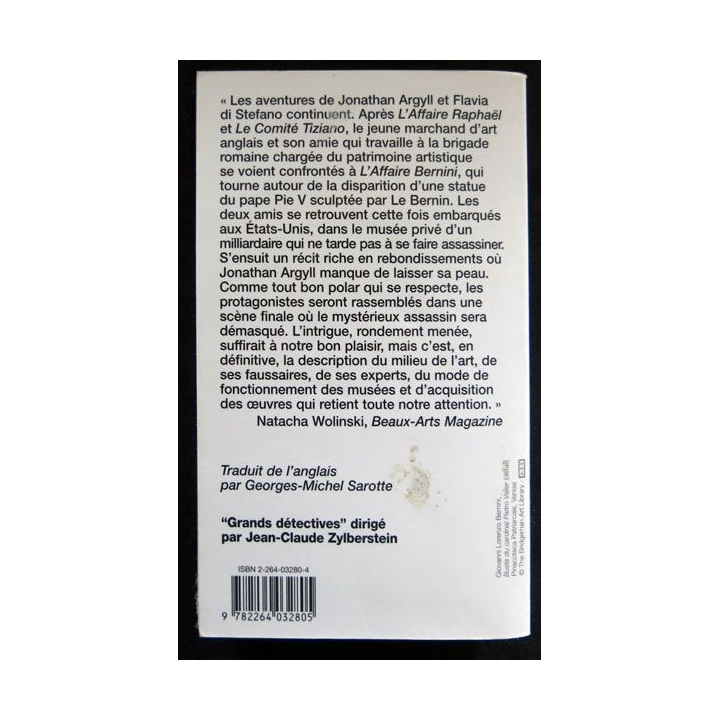 « Les aventures de Jonathan Argyll et Flavia
di Stefano continuent. Après L’Affaire Raphaël
et Le Comité Tiziano, le jeune marchand d’art
anglais et son amie qui travaille à la brigade
romaine chargée du patrimoine artistique
se voient confrontés à L’Affaire Bernini, qui
tourne autour de la disparition d’une statue
du pape Pie V sculptée par Le Bernin. Les
deux amis se retrouvent cette fois embarqués
aux États-Unis, dans le musée privé d’un
milliardaire qui ne tarde pas à se faire assassiner.
S’ensuit un récit riche en rebondissements où
Jonathan Argyll manque de laisser sa peau.
Comme tout bon polar qui se respecte, les
protagonistes seront rassemblés dans une
scène finale où le mystérieux assassin sera
démasqué. L’intrigue, rondement menée,
suffirait à notre bon plaisir, mais c’est, en
définitive, la description du milieu de l’art, de
ses faussaires, de ses experts, du mode de
fonctionnement des musées et d’acquisition
des œuvres qui retient toute notre attention. »
Natacha Wolinski, Beaux-Arts Magazine
Traduit de l’anglais
par Georges-Michel Sarotte
“Grands détectives” dirigé
par Jean-Claude Zylberstein
ISBN 2-264-03280-4
9 782264 032805
Giovanni Lorenzo Bernini,
Buste du cardinal Pietro Valier (détail)
Pinacoteca Patriarcale, Venise
© The Bridgeman Art Library